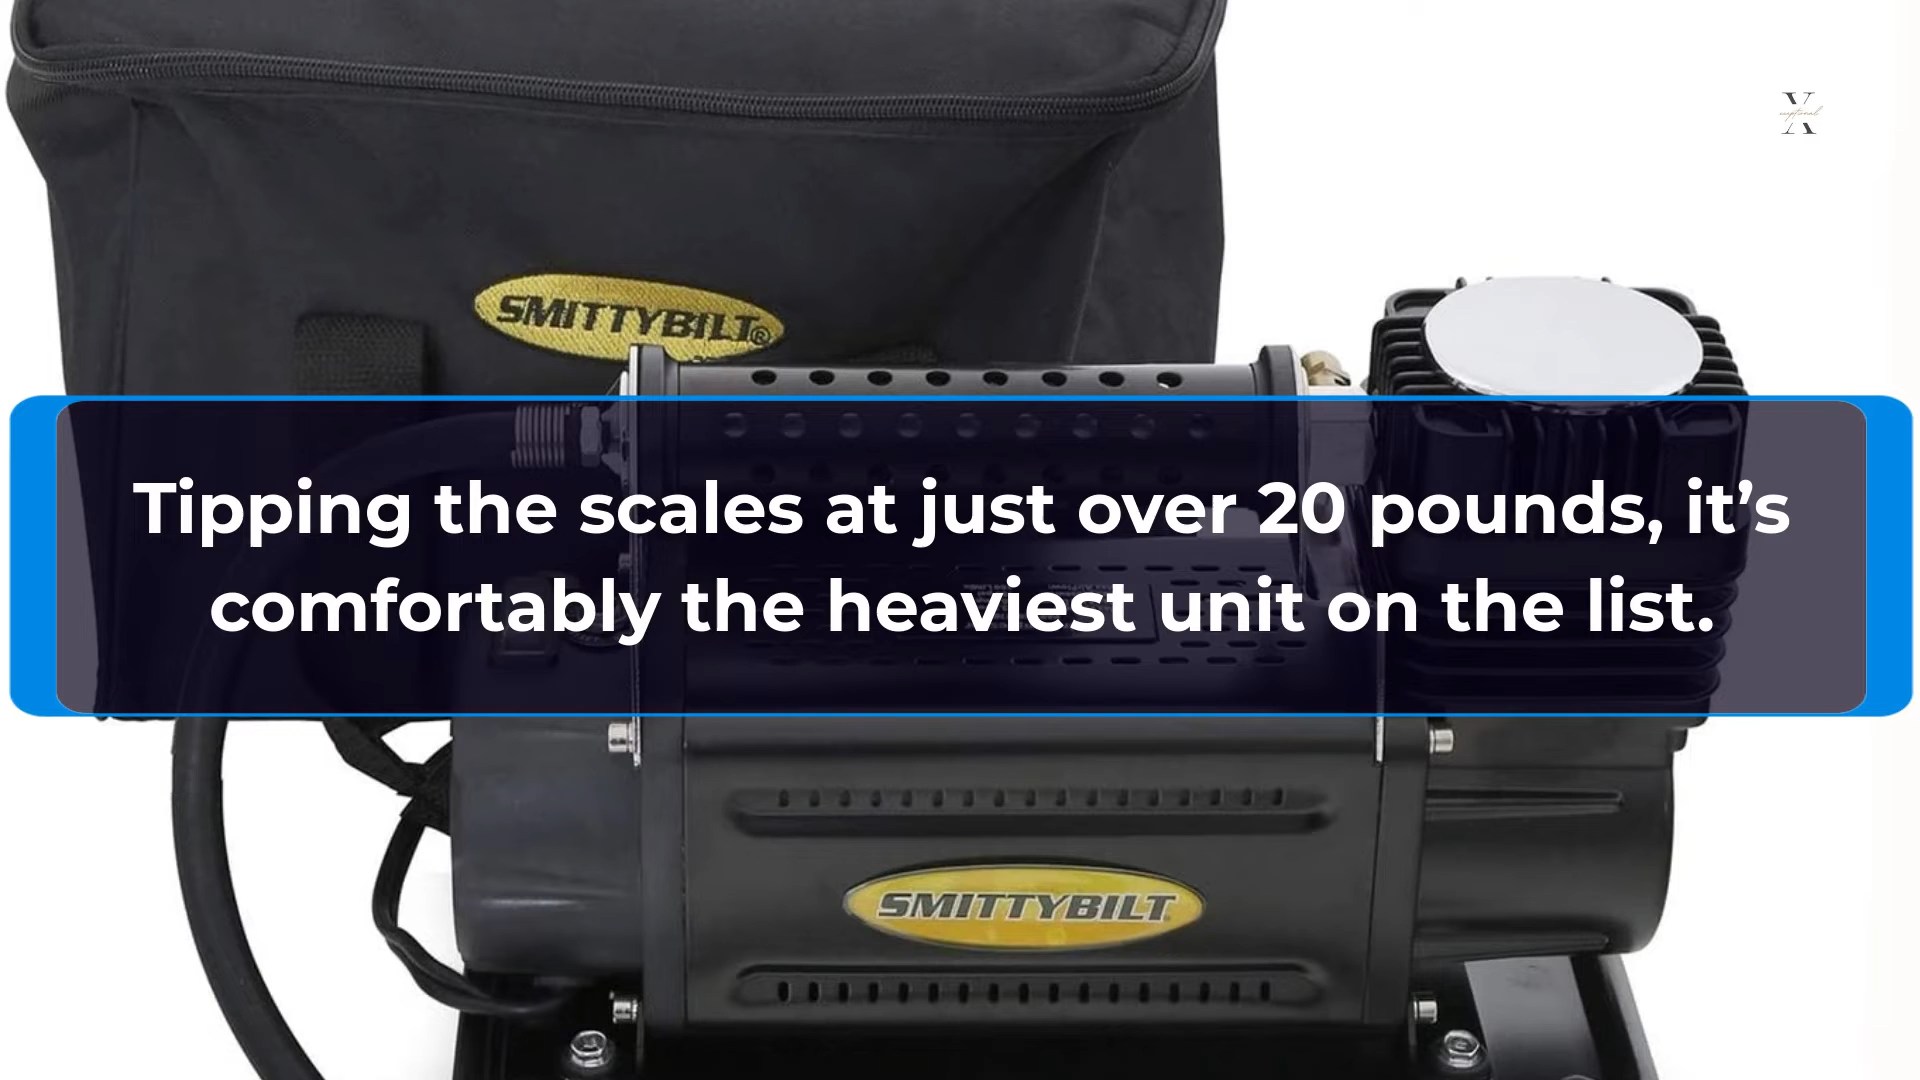 SMITTYBILT®
Tipping the scales at just over 20 pounds, it’s
comfortably the heaviest unit on the list.
SMITTYBILT